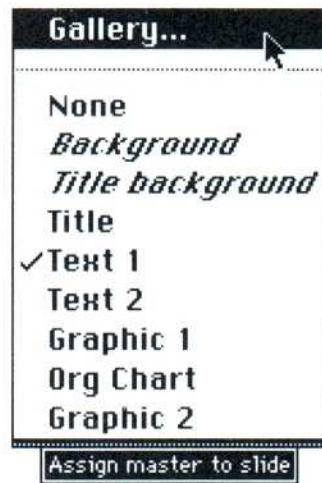 Gallery...
None
Background
Title background
Title
Text 1
Text 2
Graphic 1
Org Chart
Graphic 2
Assign master to slide